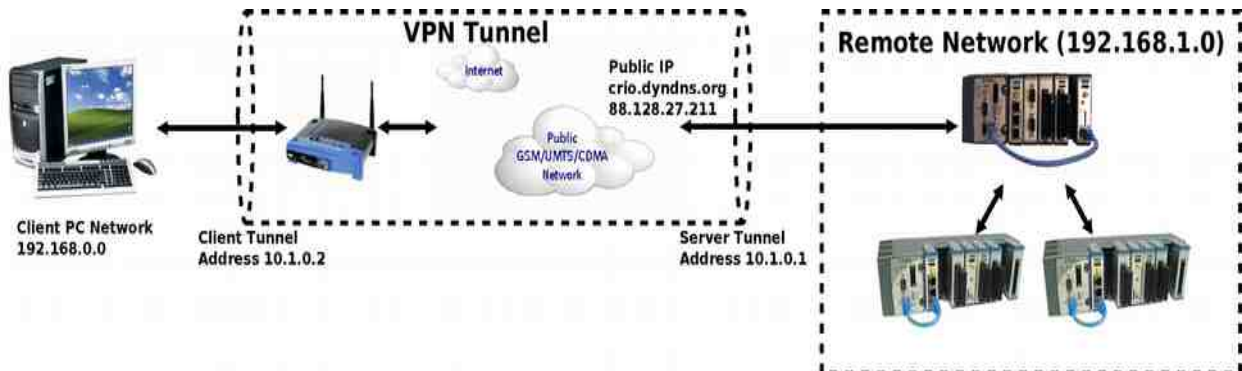 VPN Tunnel
Internet
Public IP
crio.dyndns.org
88.128.27.211
Public
GSM/UMTS/CDMA
Network
Remote Network (192.168.1.0)
Client PC Network
192.168.0.0
Client Tunnel
Address 10.1.0.2
Server Tunnel
Address 10.1.0.1